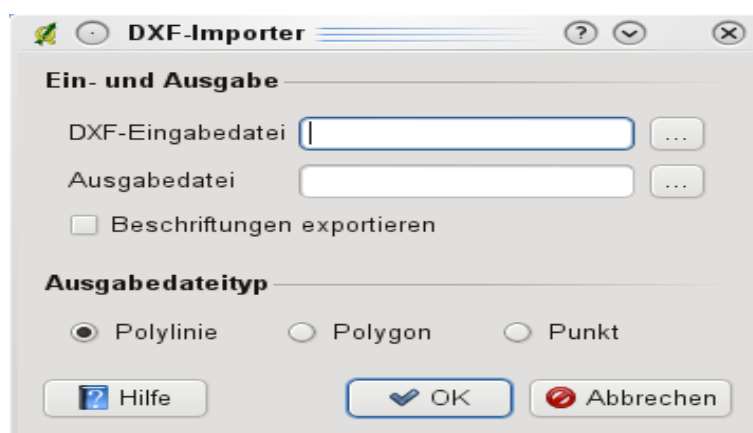 DXF-Importer
Ein- und Ausgabe
DXF-Eingabedatei ...
Ausgabedatei ...
Beschriftungen exportieren
Ausgabedateityp
Polylinie Polygon Punkt
Hilfe OK Abbrechen